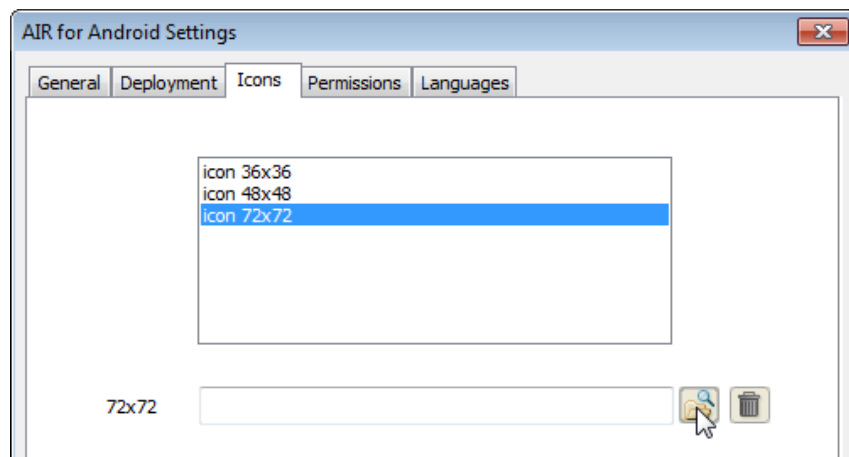 AIR for Android Settings
General Deployment Icons Permissions Languages
icon 36x36
icon 48x48
icon 72x72
72x72